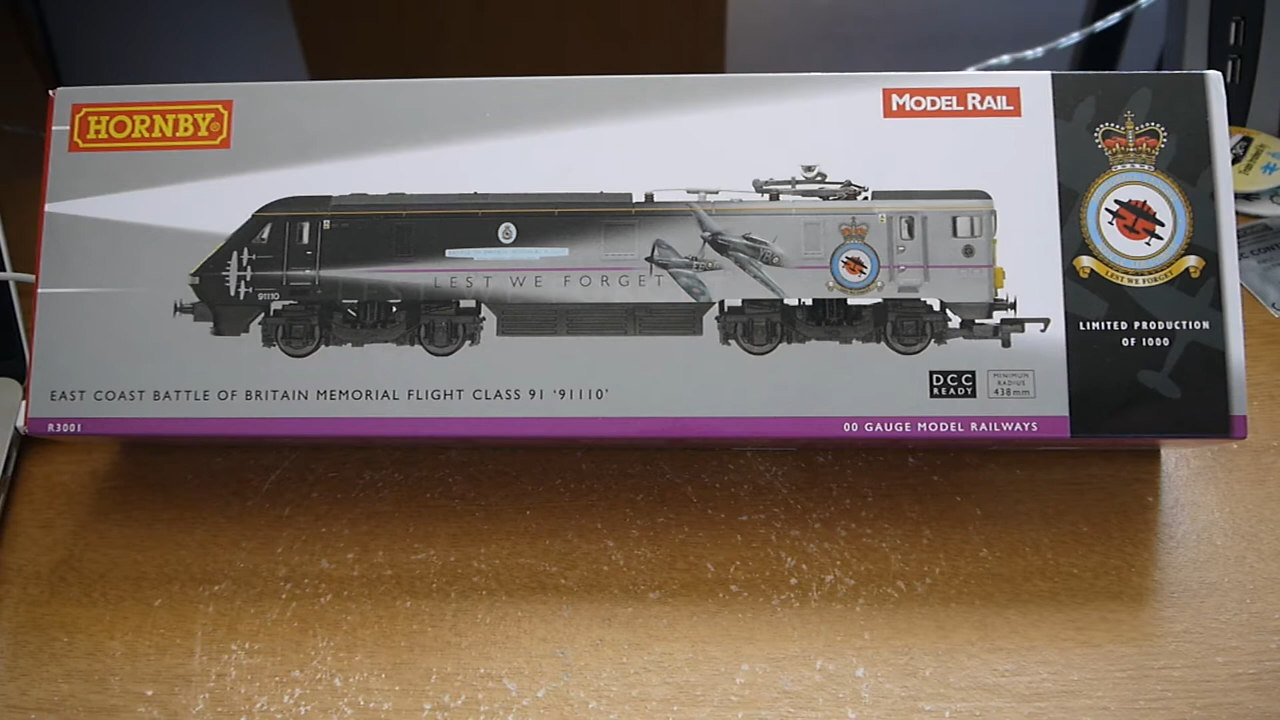 HORNBY
MODEL RAIL
LEST WE FORGET
91110
LEST WE FORGET
LIMITED PRODUCTION
OF 1000
DCC
READY
MINIMUM
RADIUS
438mm
EAST COAST BATTLE OF BRITAIN MEMORIAL FLIGHT CLASS 91 '91110'
R3001
00 GAUGE MODEL RAILWAYS